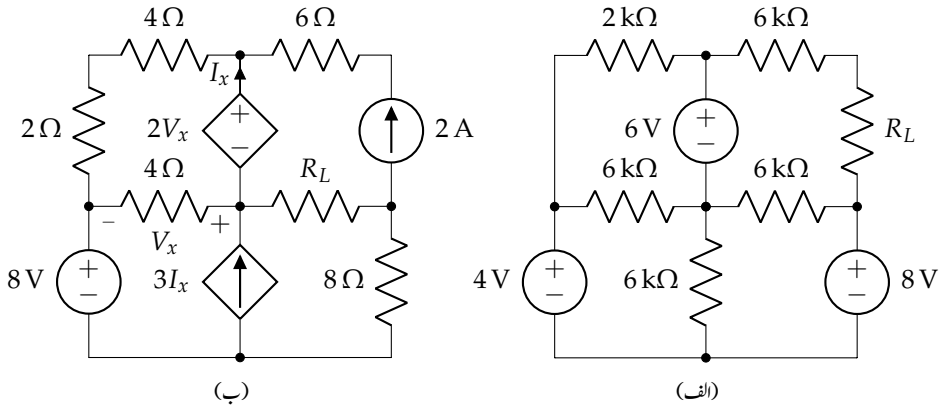 4 Ω 6 Ω 2 kΩ 6 kΩ
I_x
2 Ω 2V_x + − 2 A 6 V + − R_L
4 Ω R_L 6 kΩ 6 kΩ
− V_x +
8 V + − 3I_x 8 Ω 4 V + − 6 kΩ 8 V + −
(ب) (الف)